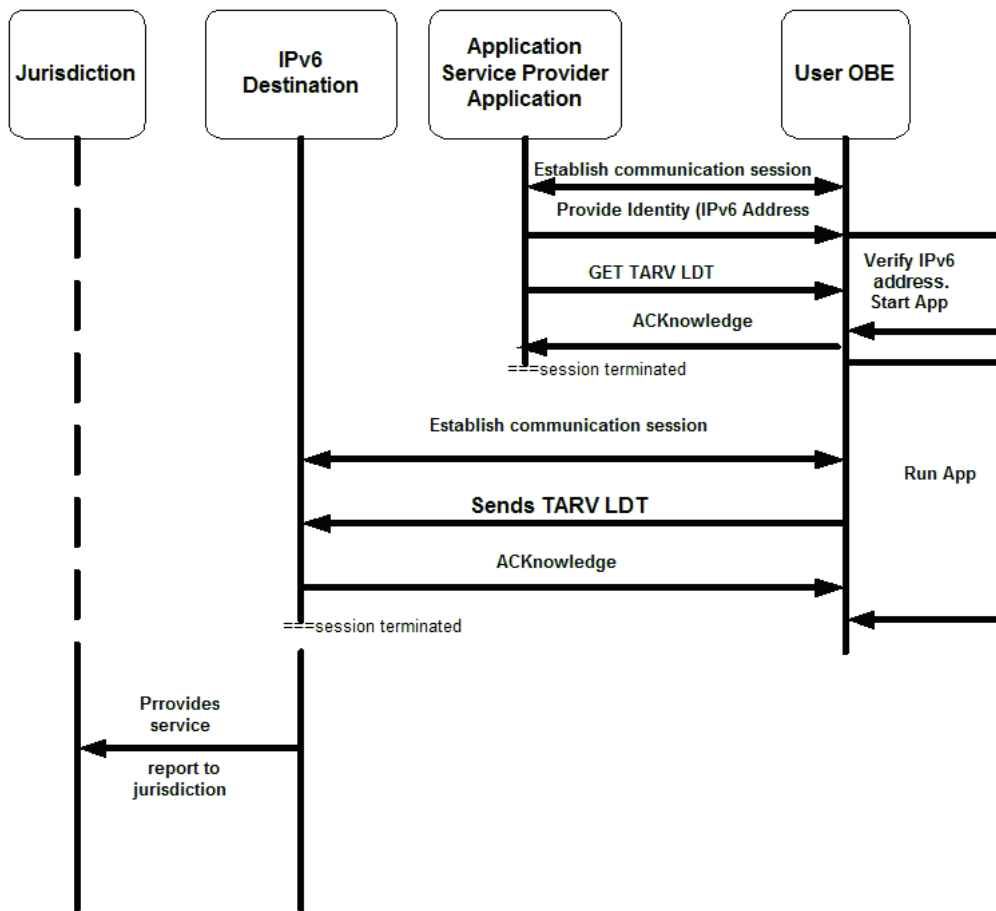 Jurisdiction
IPv6
Destination
Application
Service Provider
Application
User OBE
Establish communication session
Provide Identity (IPv6 Address
GET TARV LDT
Verify IPv6
address.
Start App
ACKnowledge
===session terminated
Establish communication session
Run App
Sends TARV LDT
ACKnowledge
===session terminated
Prrovides
service
report to
jurisdiction